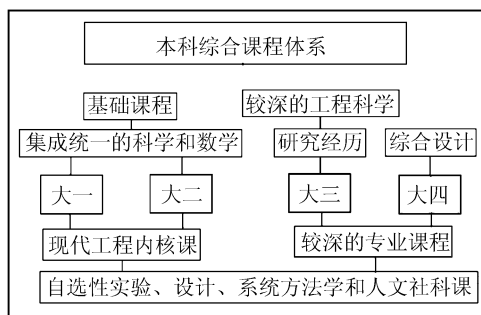 本科综合课程体系
基础课程 较深的工程科学
集成统一的科学和数学 研究经历 综合设计
大一 大二 大三 大四
现代工程内核课 较深的专业课程
自选性实验、设计、系统方法学和人文社科课